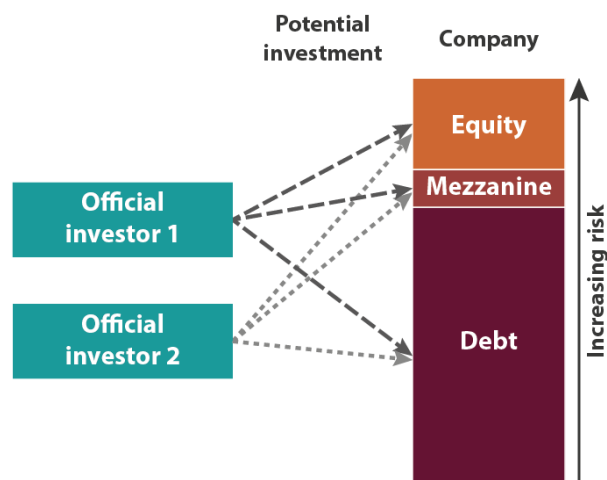 Potential
investment
Company
Equity
Mezzanine
Official
investor 1
Official
investor 2
Debt
Increasing risk